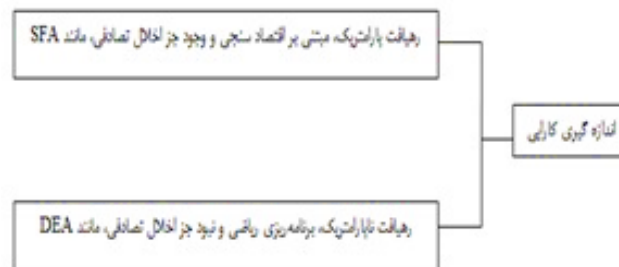 رهیافت پارامتریک، مبتنی بر اقتصاد سنجی و وجود جز اخلال تصادفی، مانند SFA
اندازه گیری کارایی
رهیافت ناپارامتریک، برنامه‌ریزی ریاضی و نبود جز اخلال تصادفی، مانند DEA